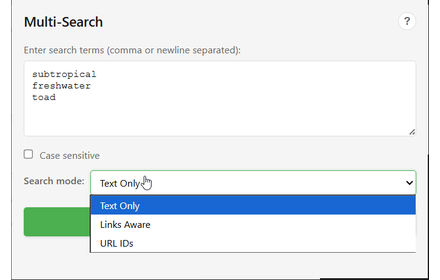 Multi-Search
?
Enter search terms (comma or newline separated):
subtropical
freshwater
toad
Case sensitive
Search mode: Text Only
Text Only
Links Aware
URL IDs